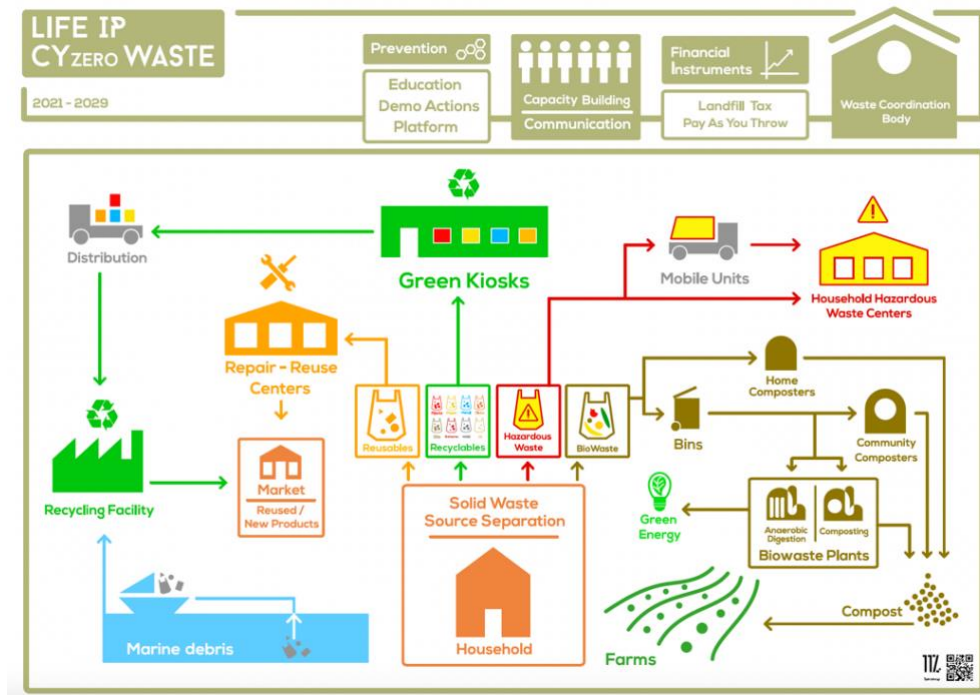 LIFE IP
CY ZERO WASTE
2021 - 2029
Prevention
Education
Demo Actions
Platform
Capacity Building
Communication
Financial
Instruments
Landfill Tax
Pay As You Throw
Waste Coordination
Body
Distribution
Green Kiosks
Mobile Units
Household Hazardous
Waste Centers
Repair - Reuse
Centers
Home
Composters
Reusables
Recyclables
Hazardous
Waste
BioWaste
Bins
Community
Composters
Recycling Facility
Market
Reused /
New Products
Solid Waste
Source Separation
Household
Green
Energy
Anaerobic
Digestion
Composting
Biowaste Plants
Compost
Marine debris
Farms